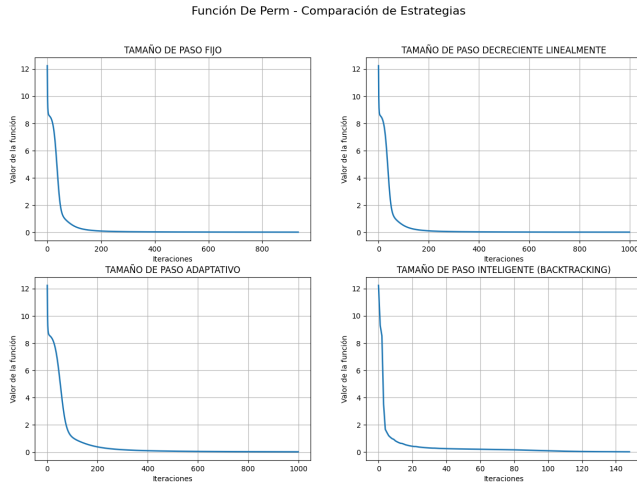 Función De Perm - Comparación de Estrategias
TAMAÑO DE PASO FIJO
12
10
8
6
4
2
0
Valor de la función
0 200 400 600 800
Iteraciones
TAMAÑO DE PASO DECRECIENTE LINEALMENTE
12
10
8
6
4
2
0
Valor de la función
0 200 400 600 800 1000
Iteraciones
TAMAÑO DE PASO ADAPTATIVO
12
10
8
6
4
2
0
Valor de la función
0 200 400 600 800 1000
Iteraciones
TAMAÑO DE PASO INTELIGENTE (BACKTRACKING)
12
10
8
6
4
2
0
Valor de la función
0 20 40 60 80 100 120 140
Iteraciones